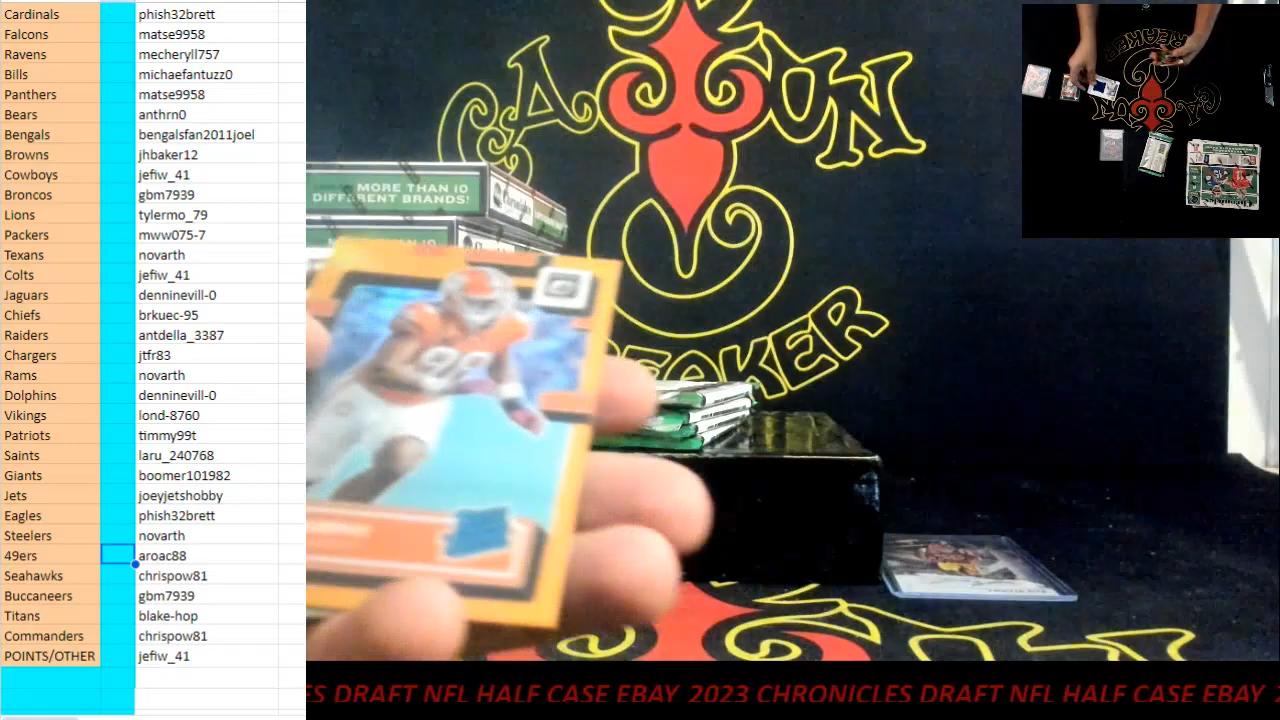 Cardinals phish32brett
Falcons matse9958
Ravens mecheryll757
Bills michaefantuzz0
Panthers matse9958
Bears anthrn0
Bengals bengalsfan2011joel
Browns jhbaker12
Cowboys jefiw_41
Broncos gbm7939
Lions tylermo_79
Packers mww075-7
Texans novarth
Colts jefiw_41
Jaguars denninevill-0
Chiefs brkuec-95
Raiders antdella_3387
Chargers jtfr83
Rams novarth
Dolphins denninevill-0
Vikings lond-8760
Patriots timmy99t
Saints laru_240768
Giants boomer101982
Jets joeyjetshobby
Eagles phish32brett
Steelers novarth
49ers aroac88
Seahawks chrispow81
Buccaneers gbm7939
Titans blake-hop
Commanders chrispow81
POINTS/OTHER jefiw_41
MORE THAN 10
DIFFERENT BRANDS!
CAJUN
BREAKER
ES DRAFT NFL HALF CASE EBAY 2023 CHRONICLES DRAFT NFL HALF CASE EBAY